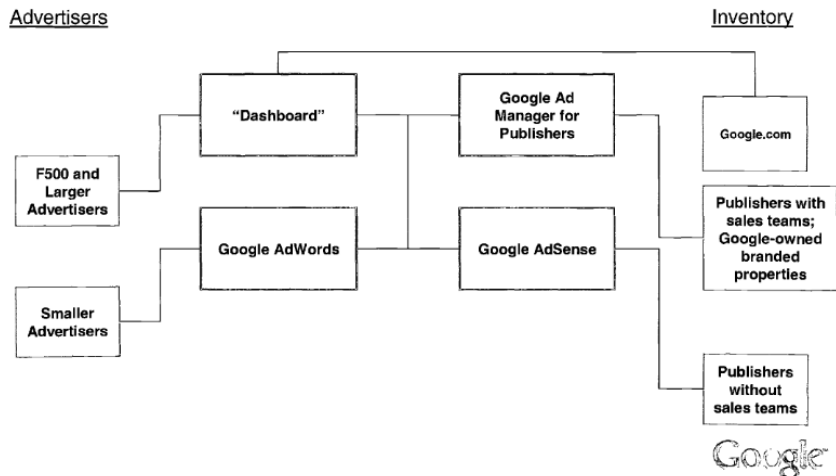 Advertisers
Inventory
“Dashboard”
Google Ad
Manager for
Publishers
Google.com
F500 and
Larger
Advertisers
Publishers with
sales teams;
Google-owned
branded
properties
Google AdWords
Google AdSense
Smaller
Advertisers
Publishers
without
sales teams
Google